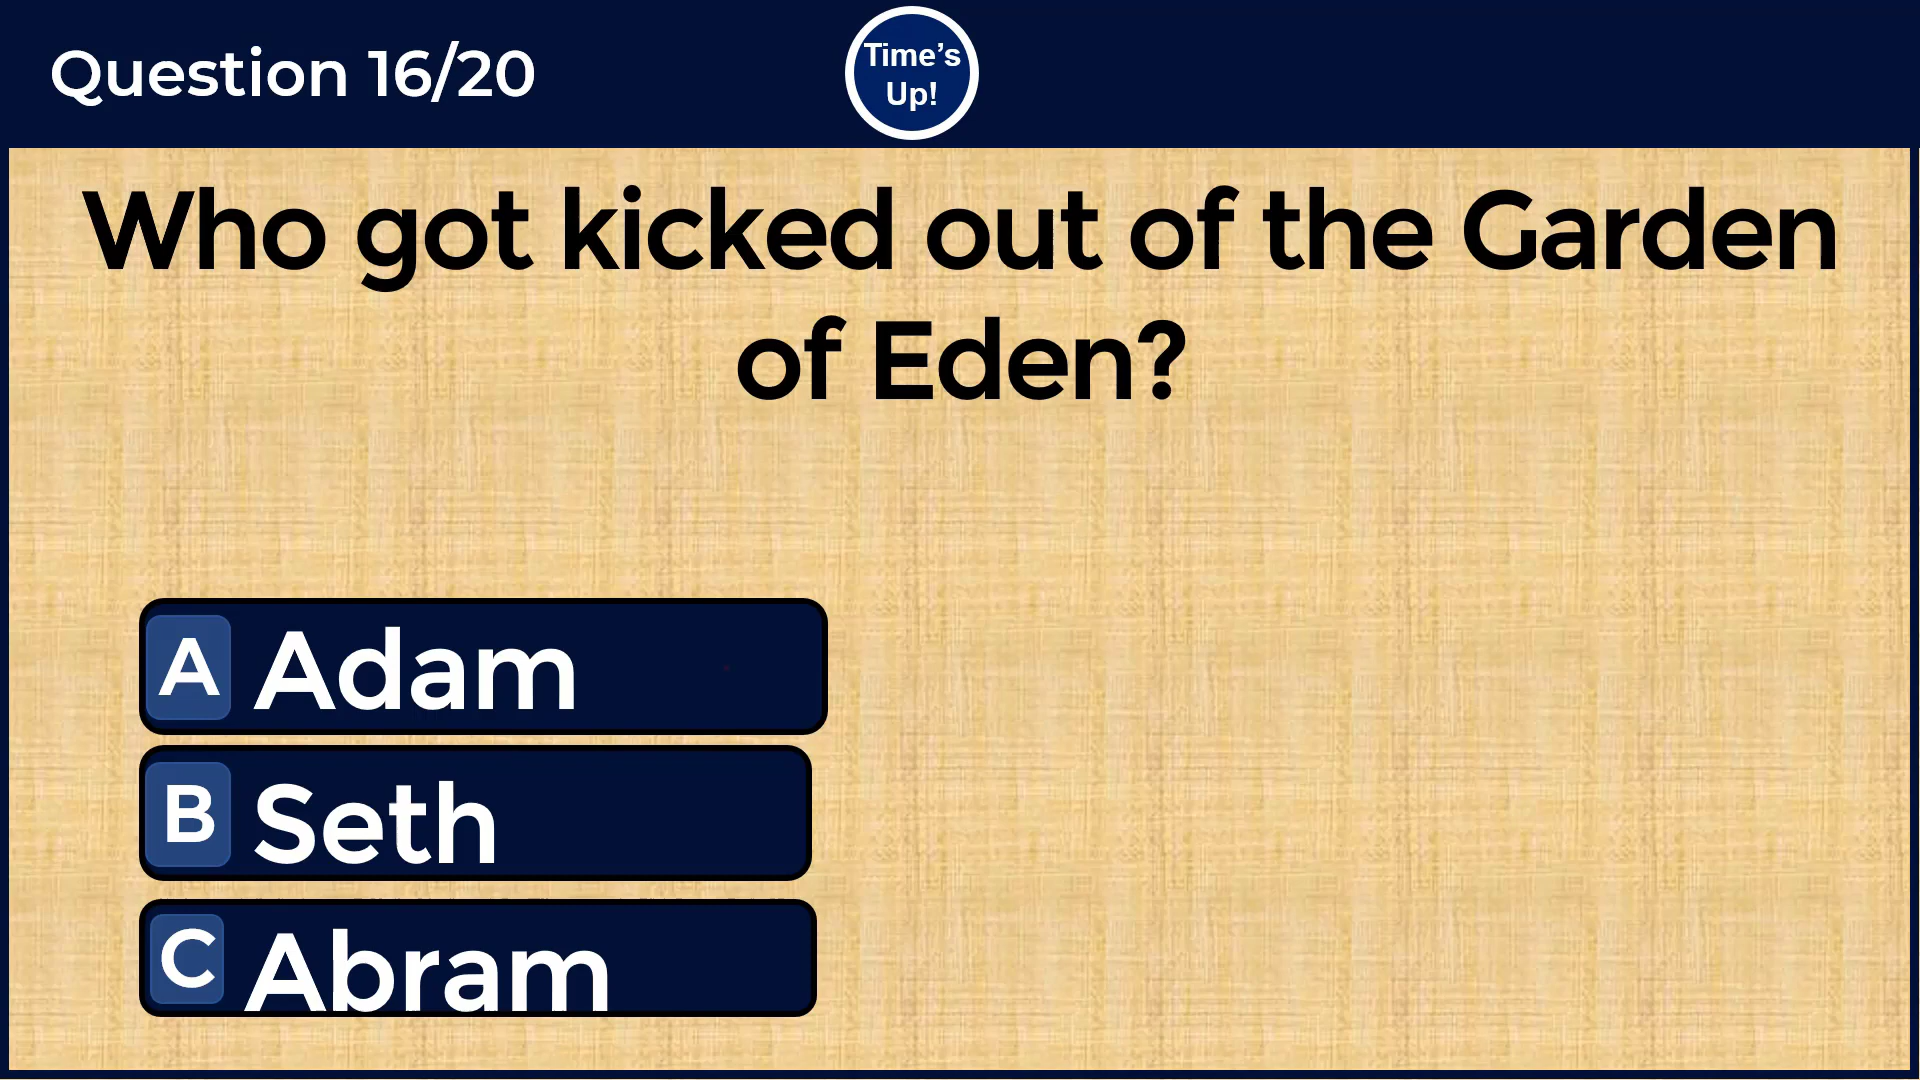 Question 16/20
Time’s
Up!
Who got kicked out of the Garden
of Eden?
A Adam
B Seth
C Abram